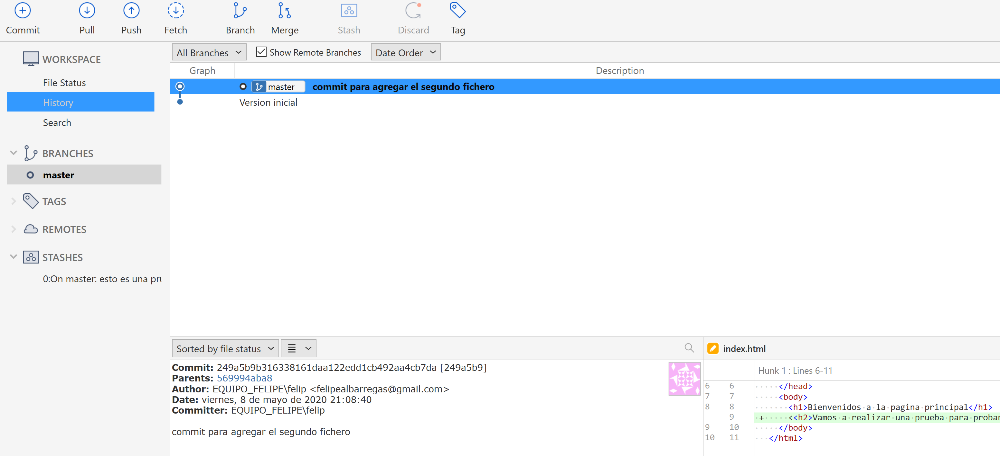 Commit Pull Push Fetch Branch Merge Stash Discard Tag
WORKSPACE
File Status
History
Search
BRANCHES
master
TAGS
REMOTES
STASHES
0:On master: esto es una
All Branches Show Remote Branches Date Order
Graph Description
master commit para agregar el segundo fichero
Version inicial
Sorted by file status
Commit: 249a5b9b316338161daa122edd1cb492aa4cb7da [249a5b9]
Parents: 569994aba8
Author: EQUIPO_FELIPE\felip <felipealbarregas@gmail.com>
Date: viernes, 8 de mayo de 2020 21:08:40
Committer: EQUIPO_FELIPE\felip
commit para agregar el segundo fichero
index.html
Hunk 1 : Lines 6-11
6 6 </head>
7 7 <body>
8 8 <h1>Bienvenidos a la pagina principal</h1>
9 + <<h2>Vamos a realizar una prueba para
9 10 </body>
10 11 </html>